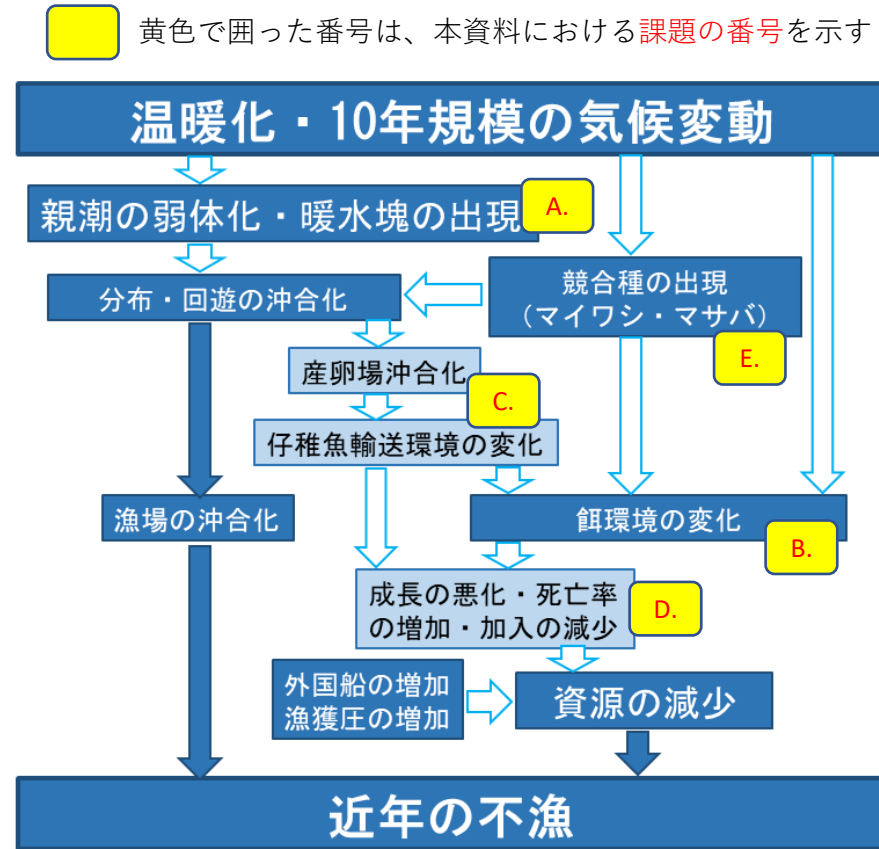 黄色で囲った番号は、本資料における課題の番号を示す
温暖化・10年規模の気候変動
親潮の弱体化・暖水塊の出現
A.
分布・回遊の沖合化
競合種の出現
（マイワシ・マサバ）
E.
産卵場沖合化
C.
仔稚魚輸送環境の変化
漁場の沖合化
餌環境の変化
B.
成長の悪化・死亡率
の増加・加入の減少
D.
外国船の増加
漁獲圧の増加
資源の減少
近年の不漁